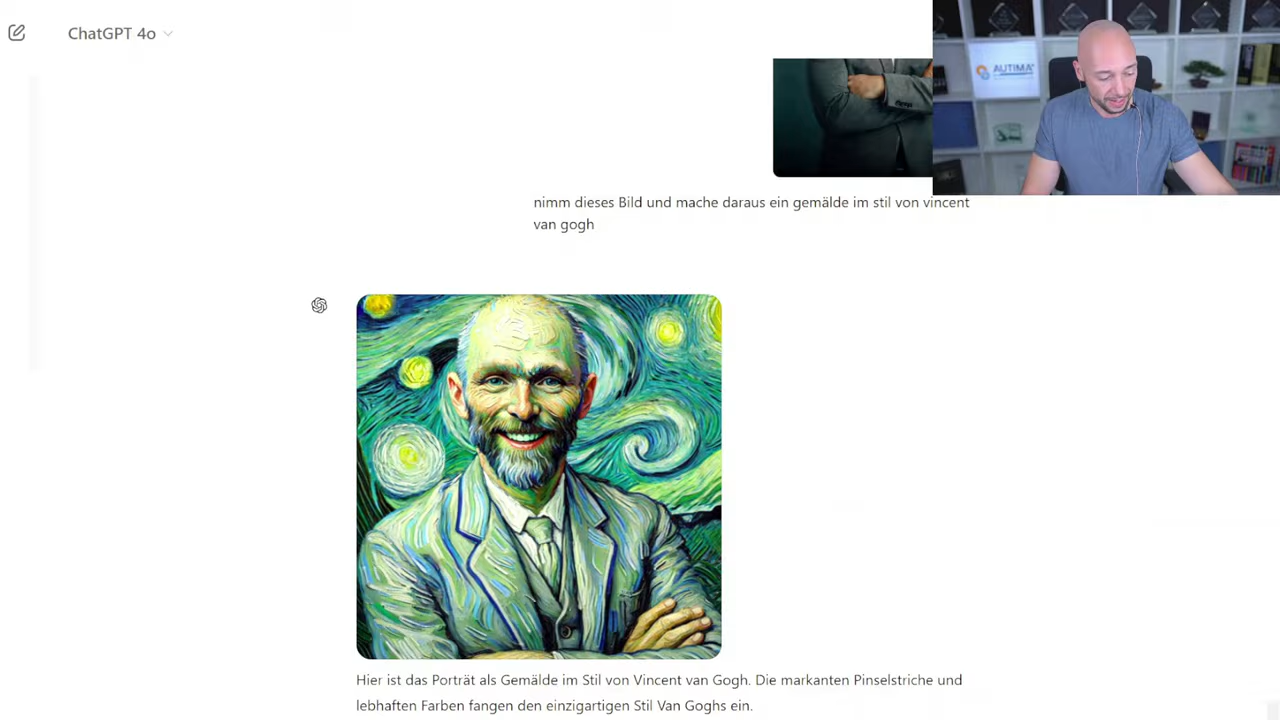 ChatGPT 4o
AUTIMA
nimm dieses Bild und mache daraus ein gemälde im stil von vincent
van gogh
Hier ist das Porträt als Gemälde im Stil von Vincent van Gogh. Die markanten Pinselstriche und
lebhaften Farben fangen den einzigartigen Stil Van Goghs ein.